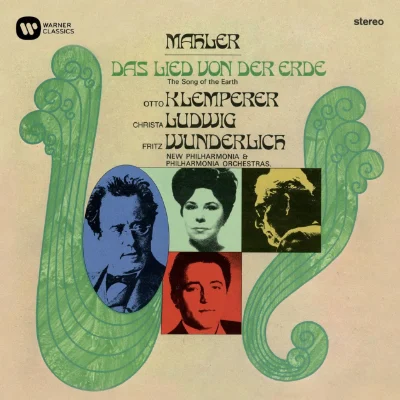 WARNER
CLASSICS
stereo
MAHLER
DAS LIED VON DER ERDE
The Song of the Earth
OTTO KLEMPERER
CHRISTA LUDWIG
FRITZ WUNDERLICH
NEW PHILHARMONIA &
PHILHARMONIA ORCHESTRAS.